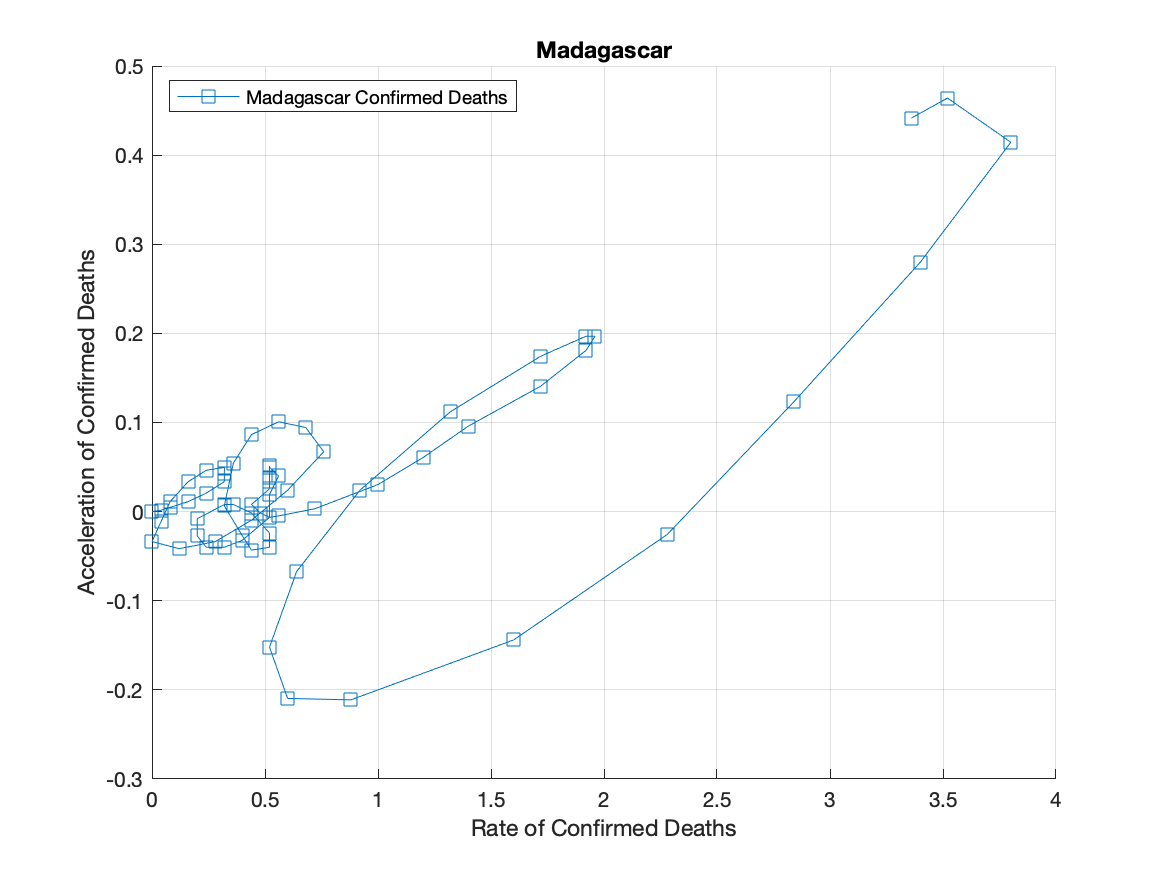 Madagascar
Madagascar Confirmed Deaths
Acceleration of Confirmed Deaths
0.5
0.4
0.3
0.2
0.1
0
-0.1
-0.2
-0.3
0 0.5 1 1.5 2 2.5 3 3.5 4
Rate of Confirmed Deaths